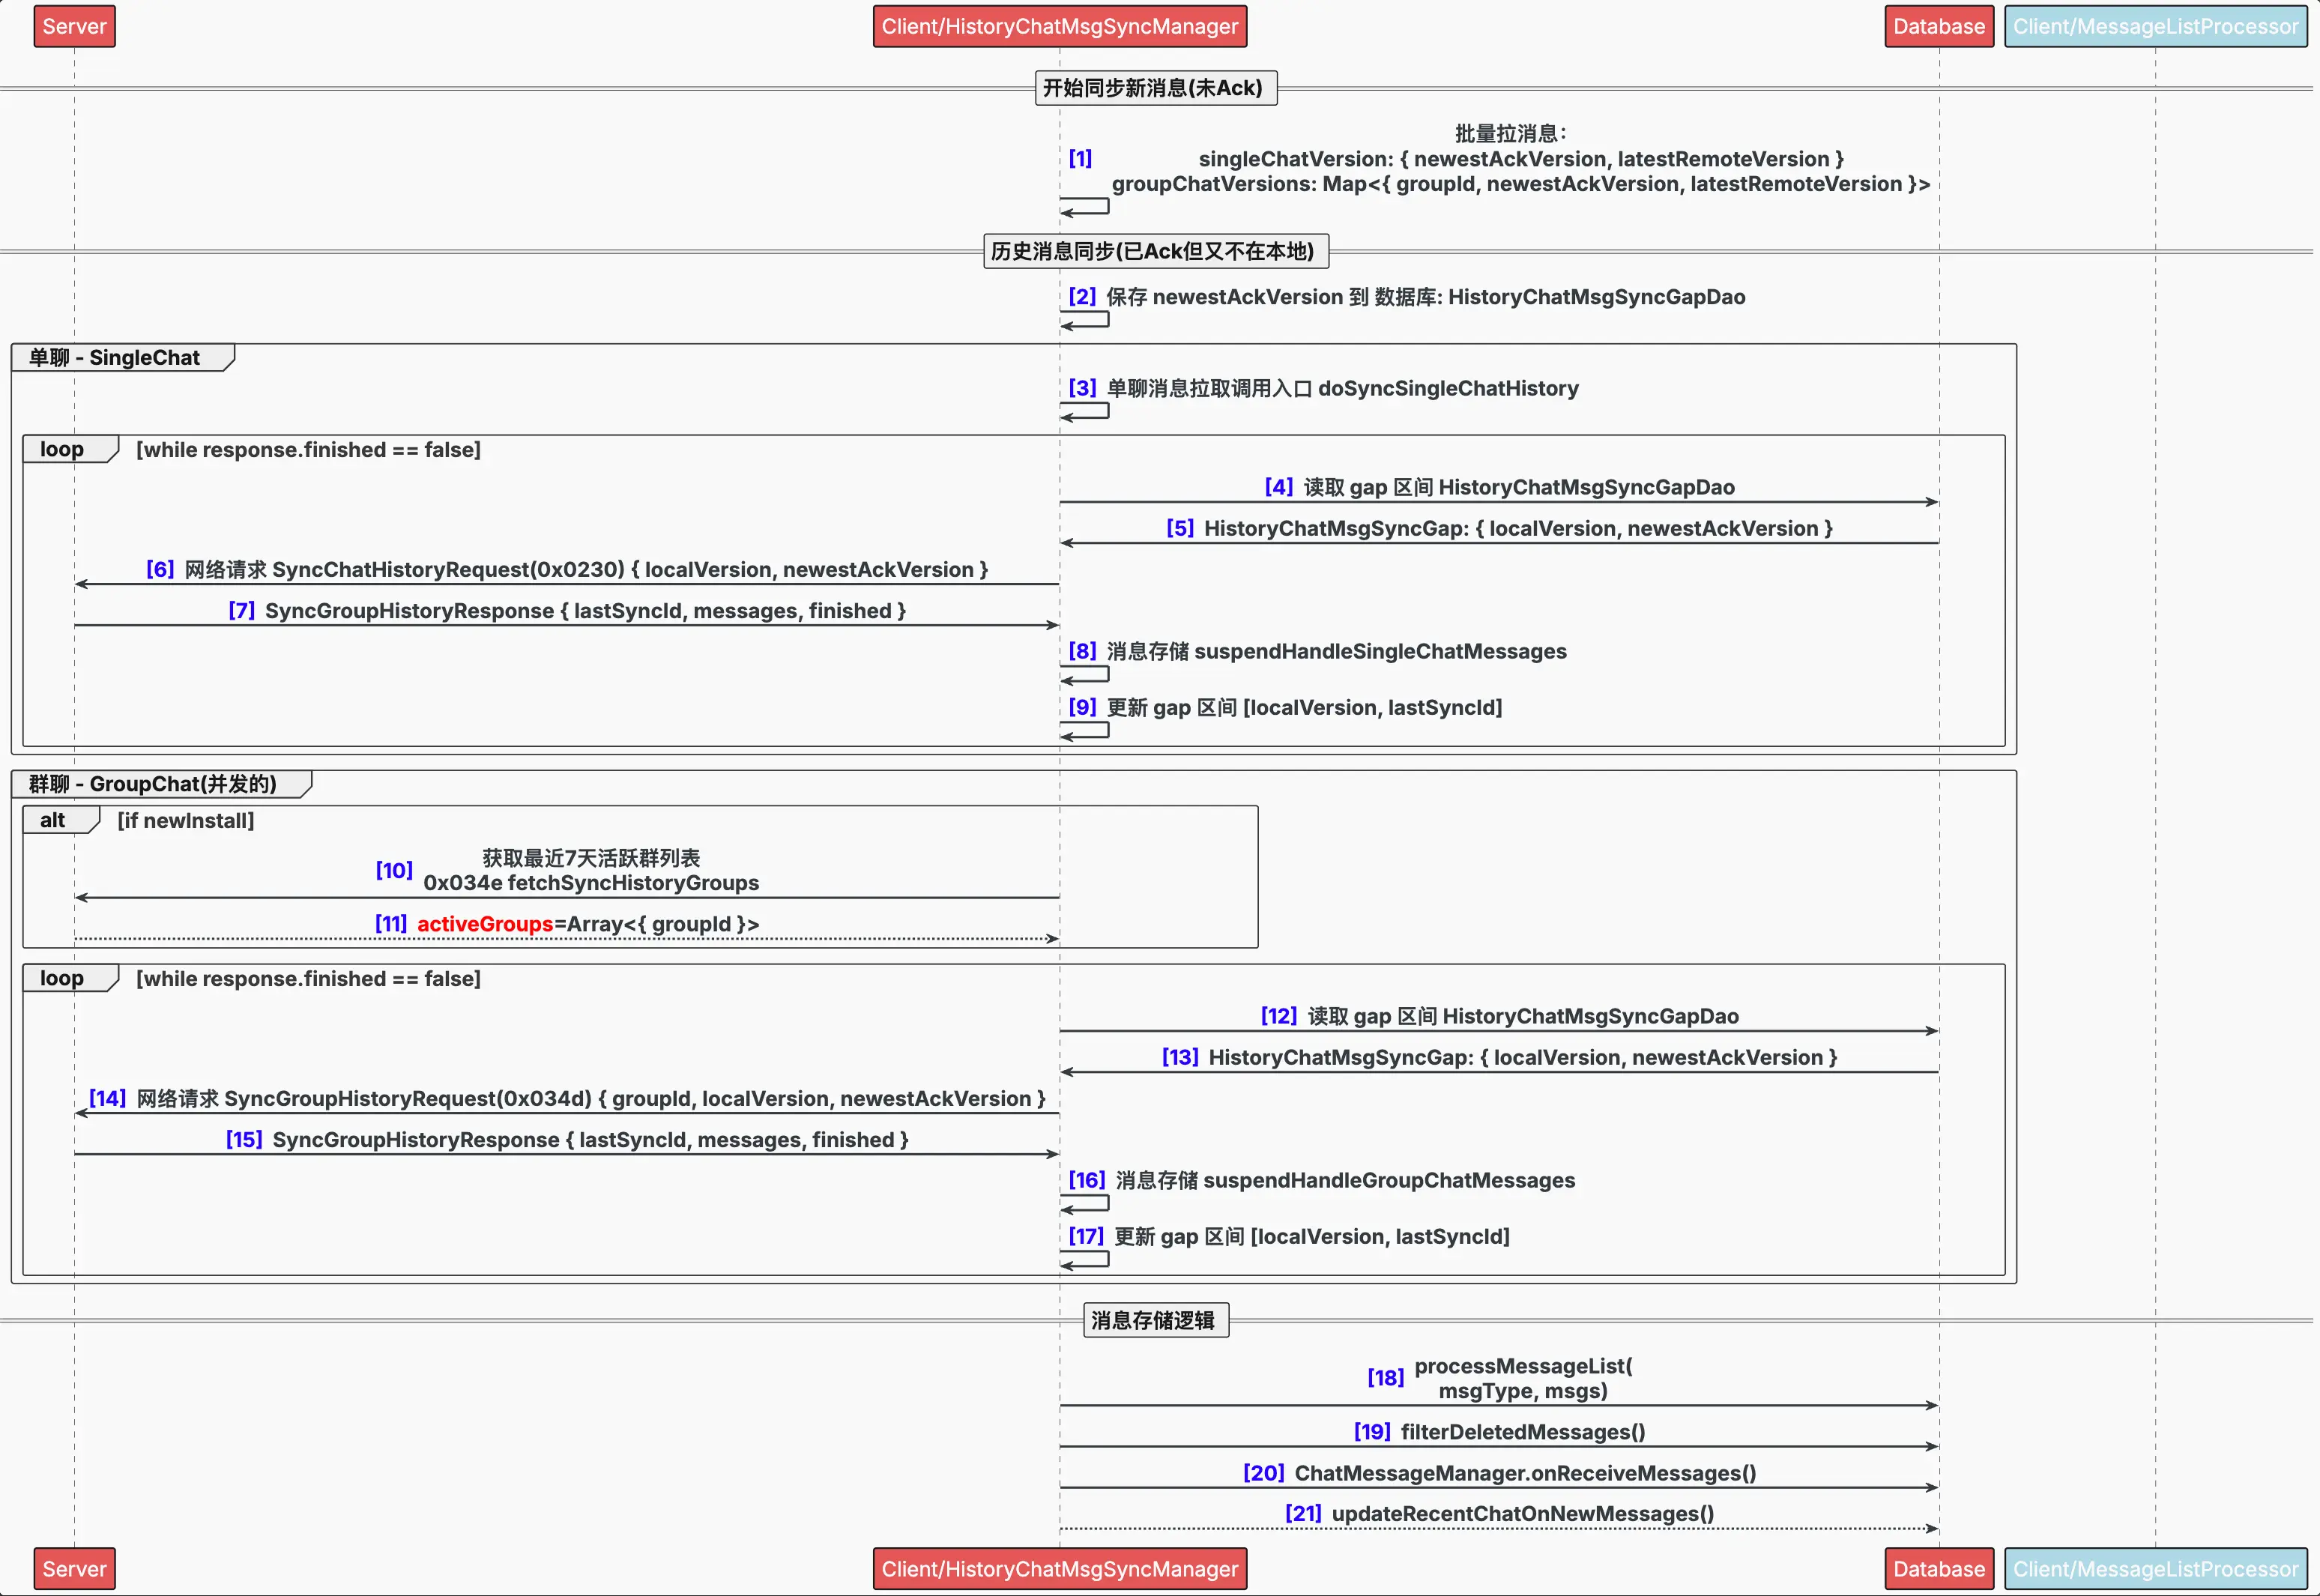 Server
Client/HistoryChatMsgSyncManager
Database
Client/MessageListProcessor
开始同步新消息(未Ack)
批量拉消息:
[1]
singleChatVersion: { newestAckVersion, latestRemoteVersion }
groupChatVersions: Map<{ groupId, newestAckVersion, latestRemoteVersion }>
历史消息同步(已Ack但又不在本地)
[2] 保存 newestAckVersion 到 数据库: HistoryChatMsgSyncGapDao
单聊 - SingleChat
[3] 单聊消息拉取调用入口 doSyncSingleChatHistory
loop [while response.finished == false]
[4] 读取 gap 区间 HistoryChatMsgSyncGapDao
[5] HistoryChatMsgSyncGap: { localVersion, newestAckVersion }
[6] 网络请求 SyncChatHistoryRequest(0x0230) { localVersion, newestAckVersion }
[7] SyncGroupHistoryResponse { lastSyncId, messages, finished }
[8] 消息存储 suspendHandleSingleChatMessages
[9] 更新 gap 区间 [localVersion, lastSyncId]
群聊 - GroupChat(并发的)
alt [if newInstall]
获取最近7天活跃群列表
[10]
0x034e fetchSyncHistoryGroups
[11] activeGroups=Array<{ groupId }>
loop [while response.finished == false]
[12] 读取 gap 区间 HistoryChatMsgSyncGapDao
[13] HistoryChatMsgSyncGap: { localVersion, newestAckVersion }
[14] 网络请求 SyncGroupHistoryRequest(0x034d) { groupId, localVersion, newestAckVersion }
[15] SyncGroupHistoryResponse { lastSyncId, messages, finished }
[16] 消息存储 suspendHandleGroupChatMessages
[17] 更新 gap 区间 [localVersion, lastSyncId]
消息存储逻辑
processMessageList(
[18]
msgType, msgs)
[19] filterDeletedMessages()
[20] ChatMessageManager.onReceiveMessages()
[21] updateRecentChatOnNewMessages()
Server
Client/HistoryChatMsgSyncManager
Database
Client/MessageListProcessor